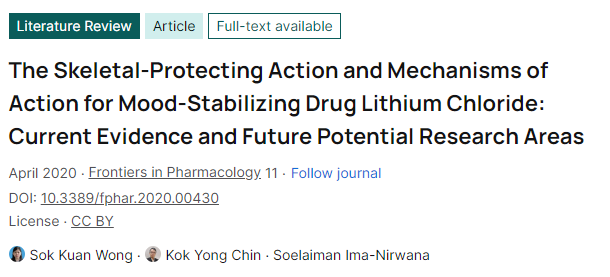 Literature Review Article Full-text available
The Skeletal-Protecting Action and Mechanisms of
Action for Mood-Stabilizing Drug Lithium Chloride:
Current Evidence and Future Potential Research Areas
April 2020 · Frontiers in Pharmacology 11 · Follow journal
DOI: 10.3389/fphar.2020.00430
License · CC BY
Sok Kuan Wong · Kok Yong Chin · Soelaiman Ima-Nirwana